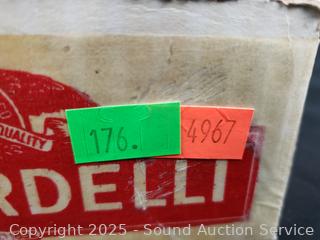 QUALITY
176.
4967
RDELLI
Copyright 2025 - Sound Auction Service